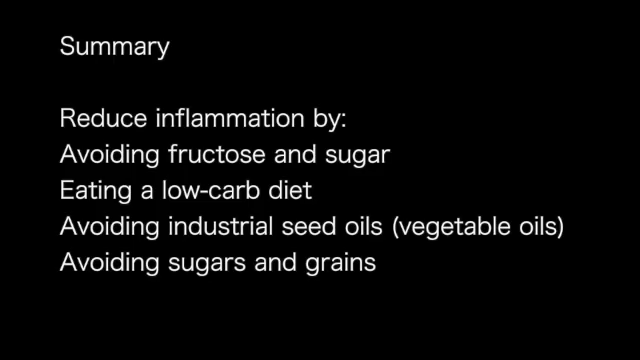 Summary
Reduce inflammation by:
Avoiding fructose and sugar
Eating a low-carb diet
Avoiding industrial seed oils (vegetable oils)
Avoiding sugars and grains